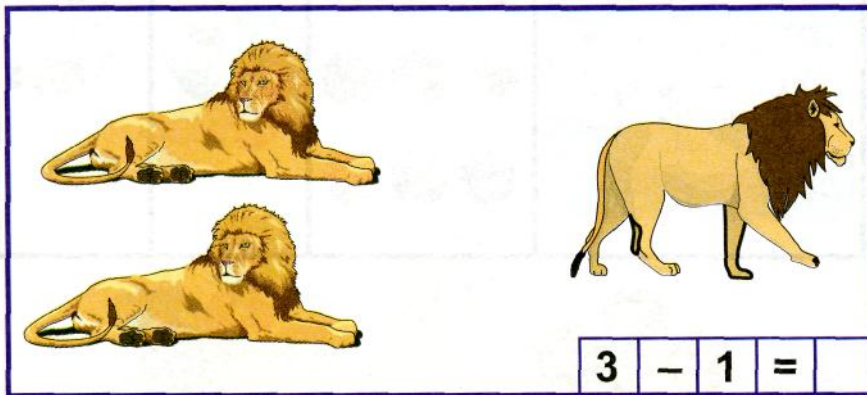 3 – 1 =